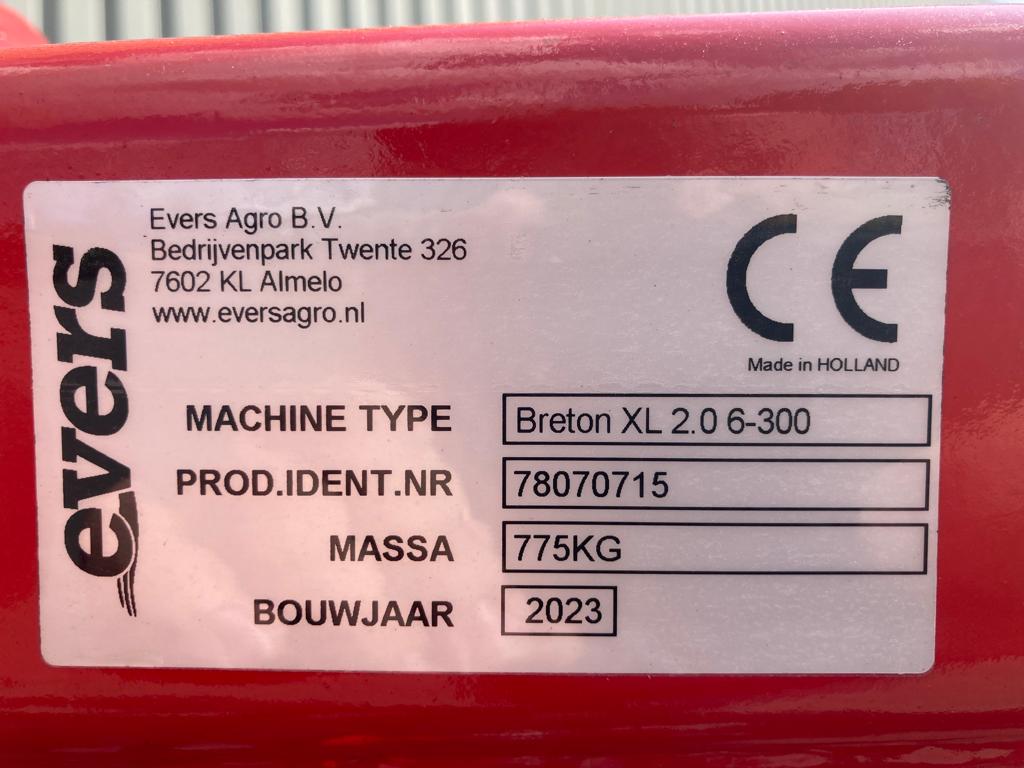 evers
Evers Agro B.V.
Bedrijvenpark Twente 326
7602 KL Almelo
www.eversagro.nl
CE
Made in HOLLAND
MACHINE TYPE Breton XL 2.0 6-300
PROD.IDENT.NR 78070715
MASSA 775KG
BOUWJAAR 2023